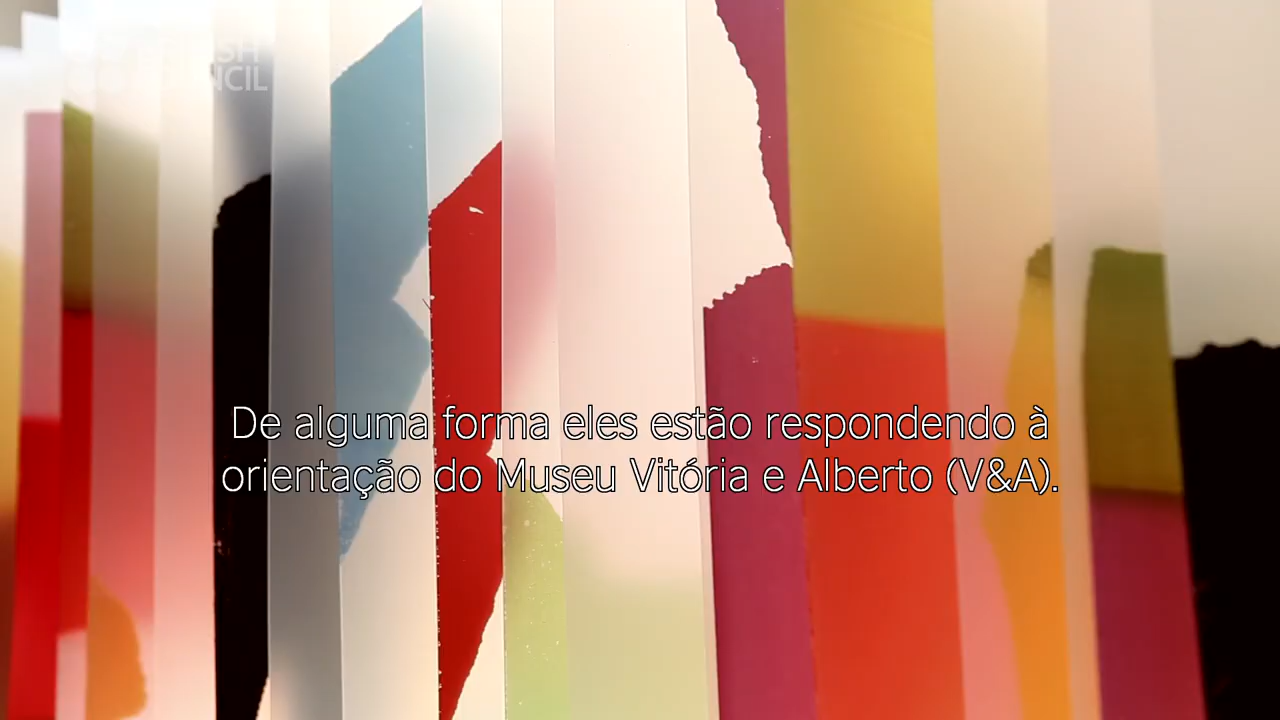 De alguma forma eles estão respondendo à
orientação do Museu Vitória e Alberto (V&A).